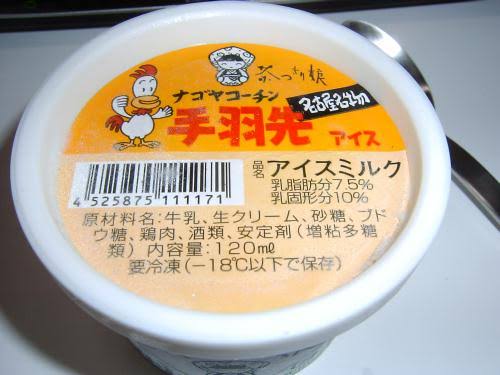 茶つみり娘
ナゴヤコーチン
名古屋名物
手羽先
アイス
4 525875 111171
品名 アイスミルク
乳脂肪分7.5%
乳固形分10%
原材料名:牛乳、生クリーム、砂糖、ブド
ウ糖、鶏肉、酒類、安定剤(増粘多糖
類) 内容量:120mℓ
要冷凍(-18℃以下で保存)